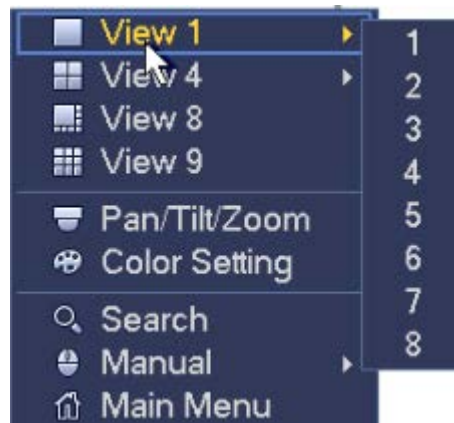 View 1
View 4
View 8
View 9
Pan/Tilt/Zoom
Color Setting
Search
Manual
Main Menu
1
2
3
4
5
6
7
8